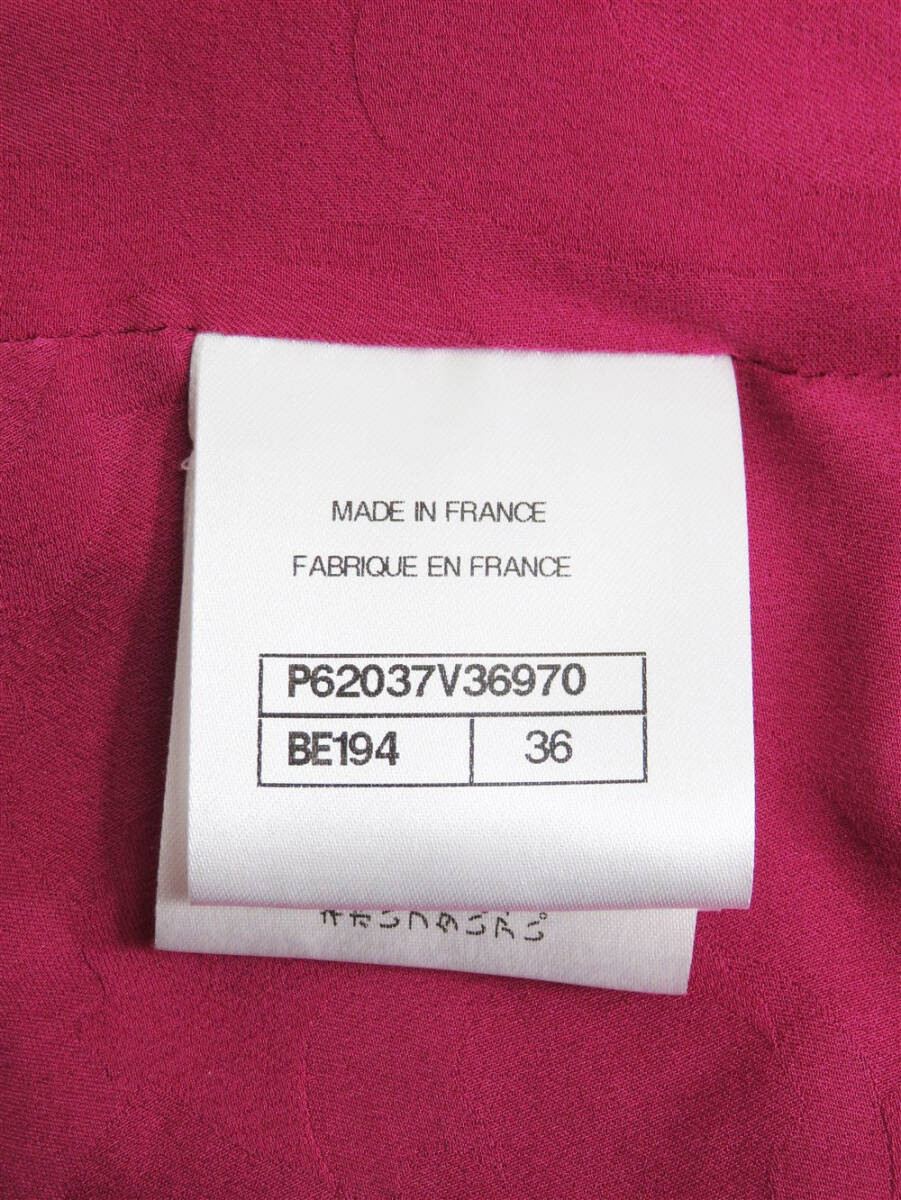 MADE IN FRANCE
FABRIQUE EN FRANCE
P62037V36970
BE194 36